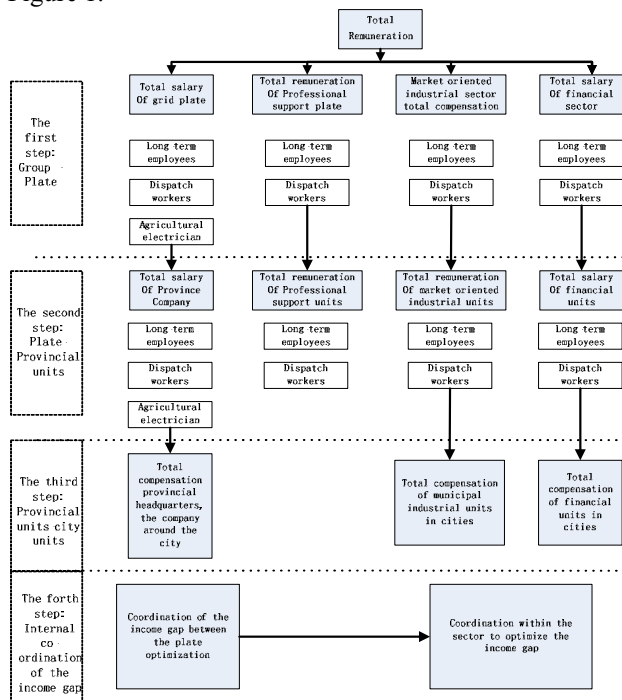 Figure 1.
Total
Remuneration
Total salary
Of grid plate
Total remuneration
Of Professional
support plate
Market oriented
industrial sector
total compensation
Total salary
Of financial
sector
The
first
step:
Group -
Plate
Long-term
employees
Long-term
employees
Long-term
employees
Long-term
employees
Dispatch
workers
Dispatch
workers
Dispatch
workers
Dispatch
workers
Agricultural
electrician
The second
step:
Plate-
Provincial
units
Total salary
Of Province
Company
Total remuneration
Of Professional
support units
Total remuneration
Of market oriented
industrial units
Total salary
Of financial
units
Long-term
employees
Long-term
employees
Long-term
employees
Long-term
employees
Dispatch
workers
Dispatch
workers
Dispatch
workers
Dispatch
workers
Agricultural
electrician
The third
step:
Provincial
units-city
units
Total
compensation
provincial
headquarters,
the company
around the
city
Total compensation
of municipal
industrial units
in cities
Total
compensation
of financial
units in
cities
The forth
step:
Internal
co-
ordination
of the
income gap
Coordination of the
income gap between
the plate
optimization
Coordination within the
sector to optimize the
income gap